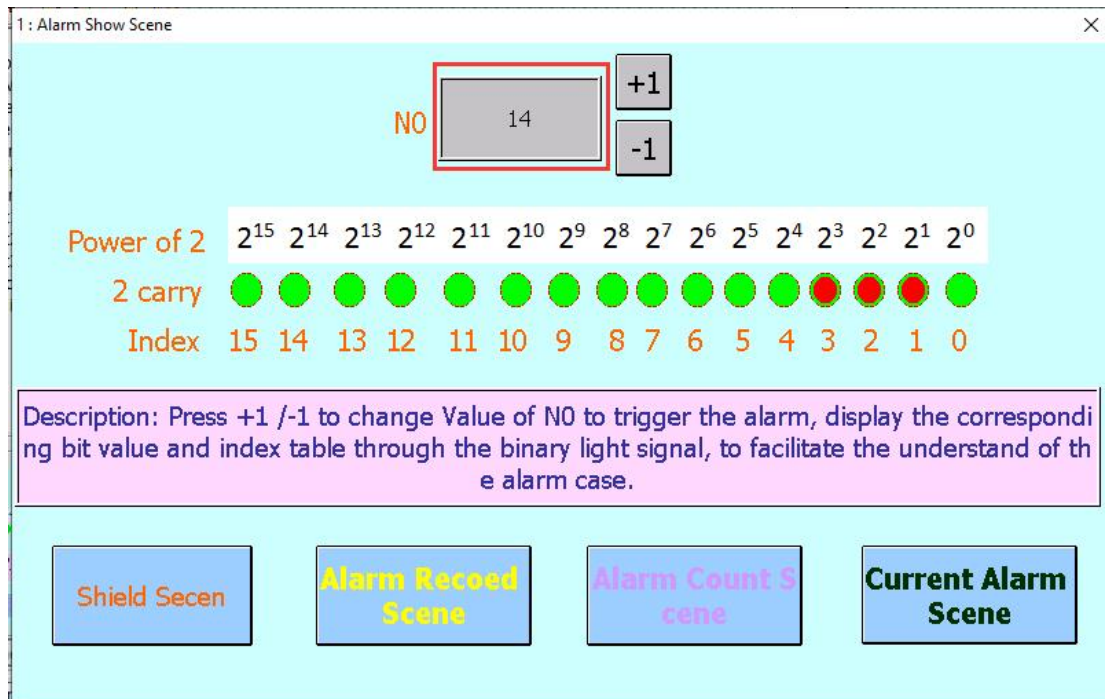 1 : Alarm Show Scene
+1
N0 14
-1
Power of 2 2¹⁵ 2¹⁴ 2¹³ 2¹² 2¹¹ 2¹⁰ 2⁹ 2⁸ 2⁷ 2⁶ 2⁵ 2⁴ 2³ 2² 2¹ 2⁰
2 carry
Index 15 14 13 12 11 10 9 8 7 6 5 4 3 2 1 0
Description: Press +1 /-1 to change Value of N0 to trigger the alarm, display the correspondi
ng bit value and index table through the binary light signal, to facilitate the understand of th
e alarm case.
Shield Secen
Alarm Recoed
Scene
Alarm Count S
cene
Current Alarm
Scene